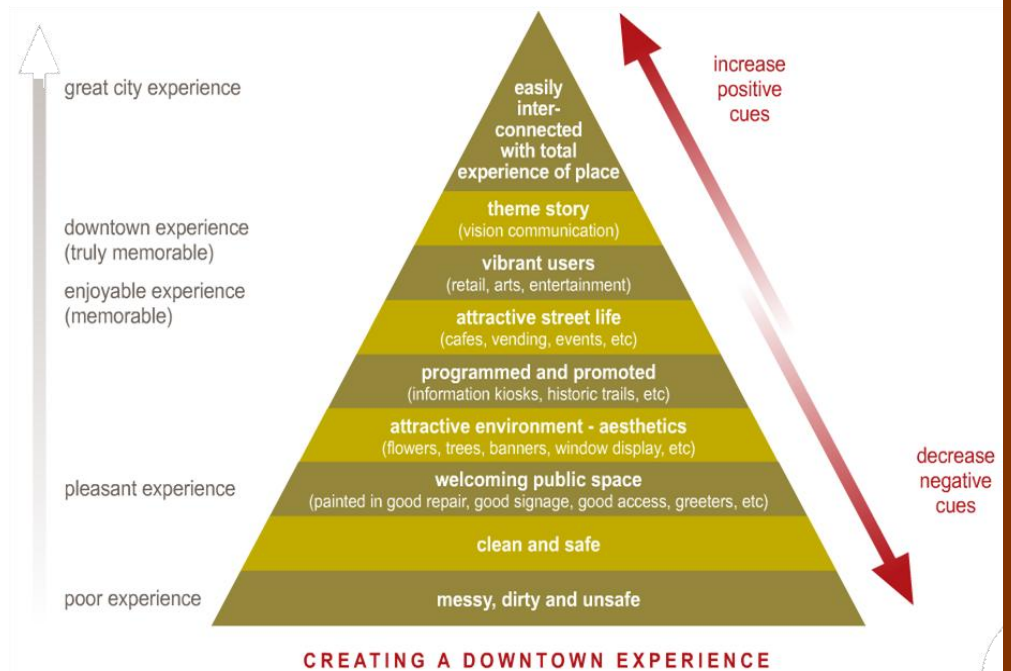 great city experience
downtown experience
(truly memorable)
enjoyable experience
(memorable)
pleasant experience
poor experience
easily
inter-
connected
with total
experience of place
theme story
(vision communication)
vibrant users
(retail, arts, entertainment)
attractive street life
(cafes, vending, events, etc)
programmed and promoted
(information kiosks, historic trails, etc)
attractive environment - aesthetics
(flowers, trees, banners, window display, etc)
welcoming public space
(painted in good repair, good signage, good access, greeters, etc)
clean and safe
messy, dirty and unsafe
increase
positive
cues
decrease
negative
cues
CREATING A DOWNTOWN EXPERIENCE